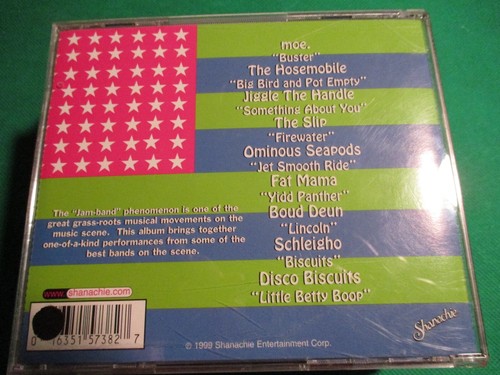 moe.
"Buster"
The Hosemobile
"Big Bird and Pot Empty"
Jiggle The Handle
"Something About You"
The Slip
"Firewater"
Ominous Seapods
"Jet Smooth Ride"
Fat Mama
"Yidd Panther"
Boud Deun
"Lincoln"
Schleigho
"Biscuits"
Disco Biscuits
"Little Betty Boop"
The "Jam-band" phenomenon is one of the
great grass-roots musical movements on the
music scene. This album brings together
one-of-a-kind performances from some of the
best bands on the scene.
www.shanachie.com
0 16351 57382 7
© 1999 Shanachie Entertainment Corp.
Shanachie